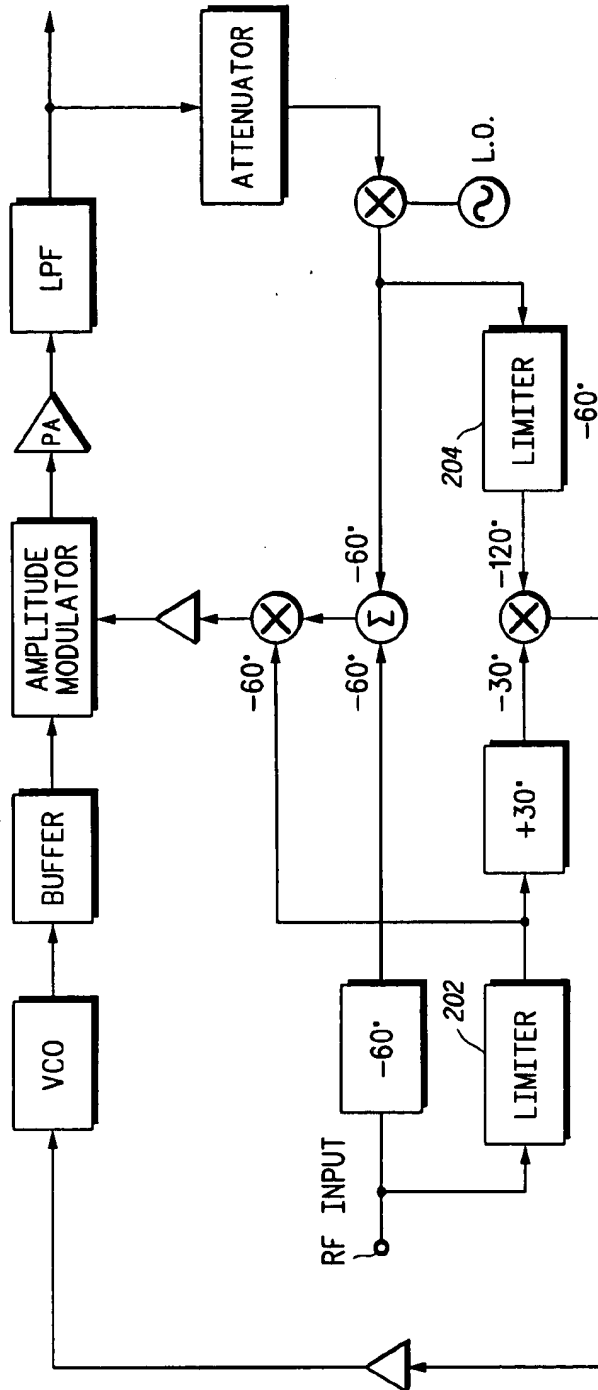 VCO
BUFFER
AMPLITUDE
MODULATOR
PA
LPF
ATTENUATOR
L.O.
-60°
-60°
-60°
RF INPUT
-60°
202
LIMITER
+30°
-30°
-120°
204
LIMITER
-60°